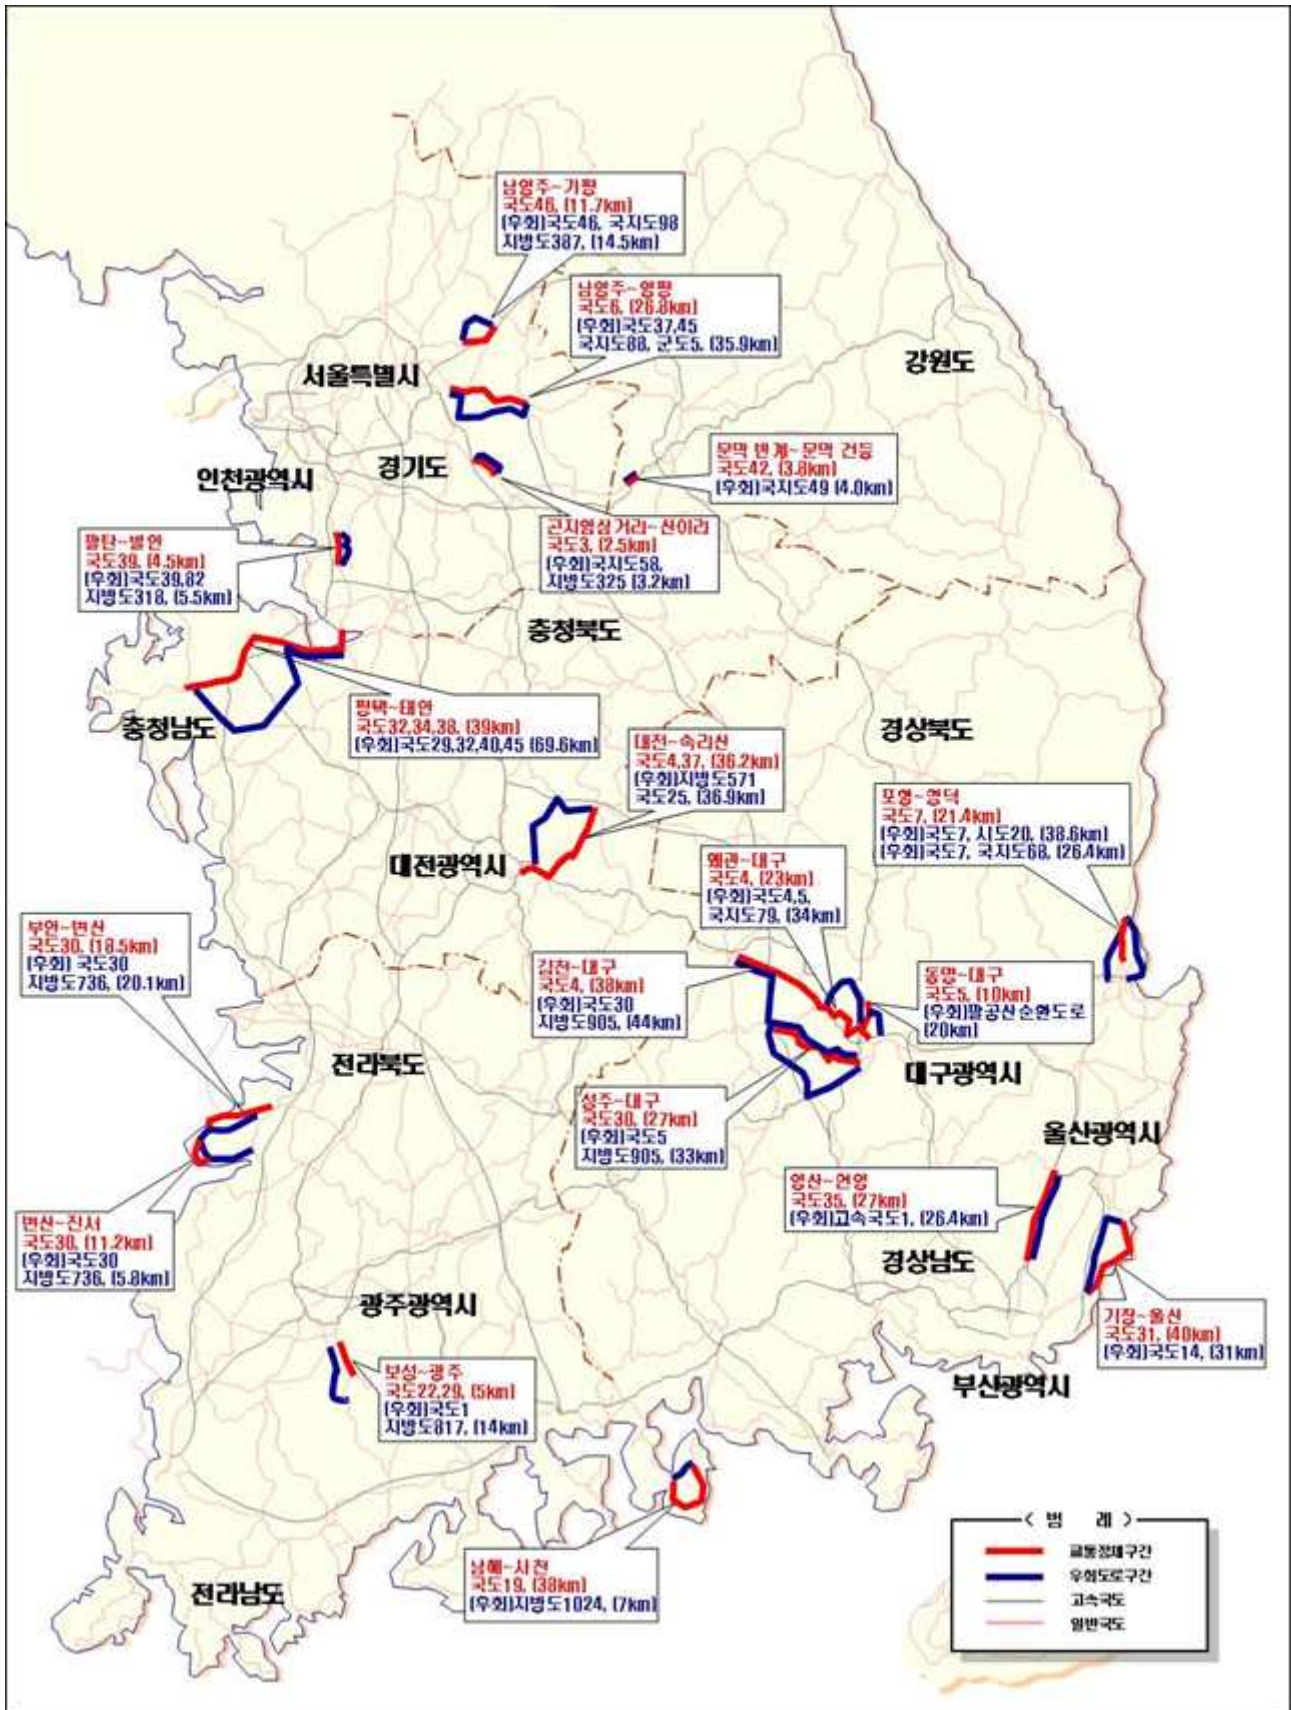 남양주~가평
국도46, (11.7km)
(우회)국도46, 국지도98
지방도387, (14.5km)
남양주~양평
국도6, (26.8km)
(우회)국도37,45
국지도88, 군도5, (35.9km)
서울특별시
강원도
문막 반계~문막 건등
국도42, (3.8km)
(우회)국지도49 (4.0km)
경기도
인천광역시
곤지암삼거리~산이리
국도3, (2.5km)
(우회)국지도58,
지방도325 (3.2km)
팔탄~발안
국도39, (4.5km)
(우회)국도39,82
지방도318, (5.5km)
충청북도
충청남도
평택~태안
국도32,34,38, (39km)
(우회)국도29,32,40,45 (69.6km)
경상북도
대전~속리산
국도4,37, (36.2km)
(우회)지방도571
국도25, (36.9km)
포항~영덕
국도7, (21.4km)
(우회)국도7, 시도20, (38.6km)
(우회)국도7, 국지도68, (26.4km)
대전광역시
왜관~대구
국도4, (23km)
(우회)국도4,5,
국지도79, (34km)
부안~변산
국도30, (18.5km)
(우회) 국도30
지방도736, (20.1km)
김천~대구
국도4, (38km)
(우회)국도30
지방도905, (44km)
동명~대구
국도5, (10km)
(우회)팔공산순환도로
(20km)
전라북도
대구광역시
성주~대구
국도30, (27km)
(우회)국도5
지방도905, (33km)
울산광역시
양산~언양
국도35, (27km)
(우회)고속국도1, (26.4km)
변산~진서
국도30, (11.2km)
(우회)국도30
지방도736, (5.8km)
경상남도
광주광역시
기장~울산
국도31, (40km)
(우회)국도14, (31km)
보성~광주
국도22,29, (5km)
(우회)국도1
지방도817, (14km)
부산광역시
남해~사천
국도19, (38km)
(우회)지방도1024, (7km)
전라남도
< 범 례 >
교통정체구간
우회도로구간
고속국도
일반국도